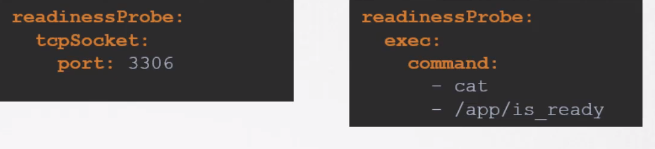 readinessProbe:
  tcpSocket:
    port: 3306
readinessProbe:
  exec:
    command:
      - cat
      - /app/is_ready